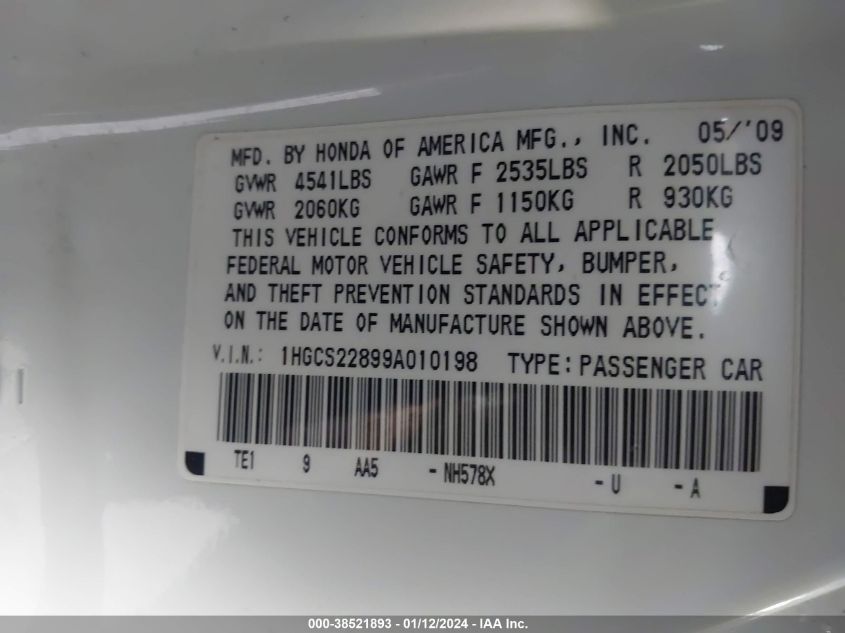 MFD. BY HONDA OF AMERICA MFG., INC. 05/'09
GVWR 4541LBS GAWR F 2535LBS R 2050LBS
GVWR 2060KG GAWR F 1150KG R 930KG
THIS VEHICLE CONFORMS TO ALL APPLICABLE
FEDERAL MOTOR VEHICLE SAFETY, BUMPER,
AND THEFT PREVENTION STANDARDS IN EFFECT
ON THE DATE OF MANUFACTURE SHOWN ABOVE.
V.I.N.: 1HGCS22899A010198 TYPE: PASSENGER CAR
TE1 9 AA5 - NH578X - U - A
000-38521893 - 01/12/2024 - IAA Inc.